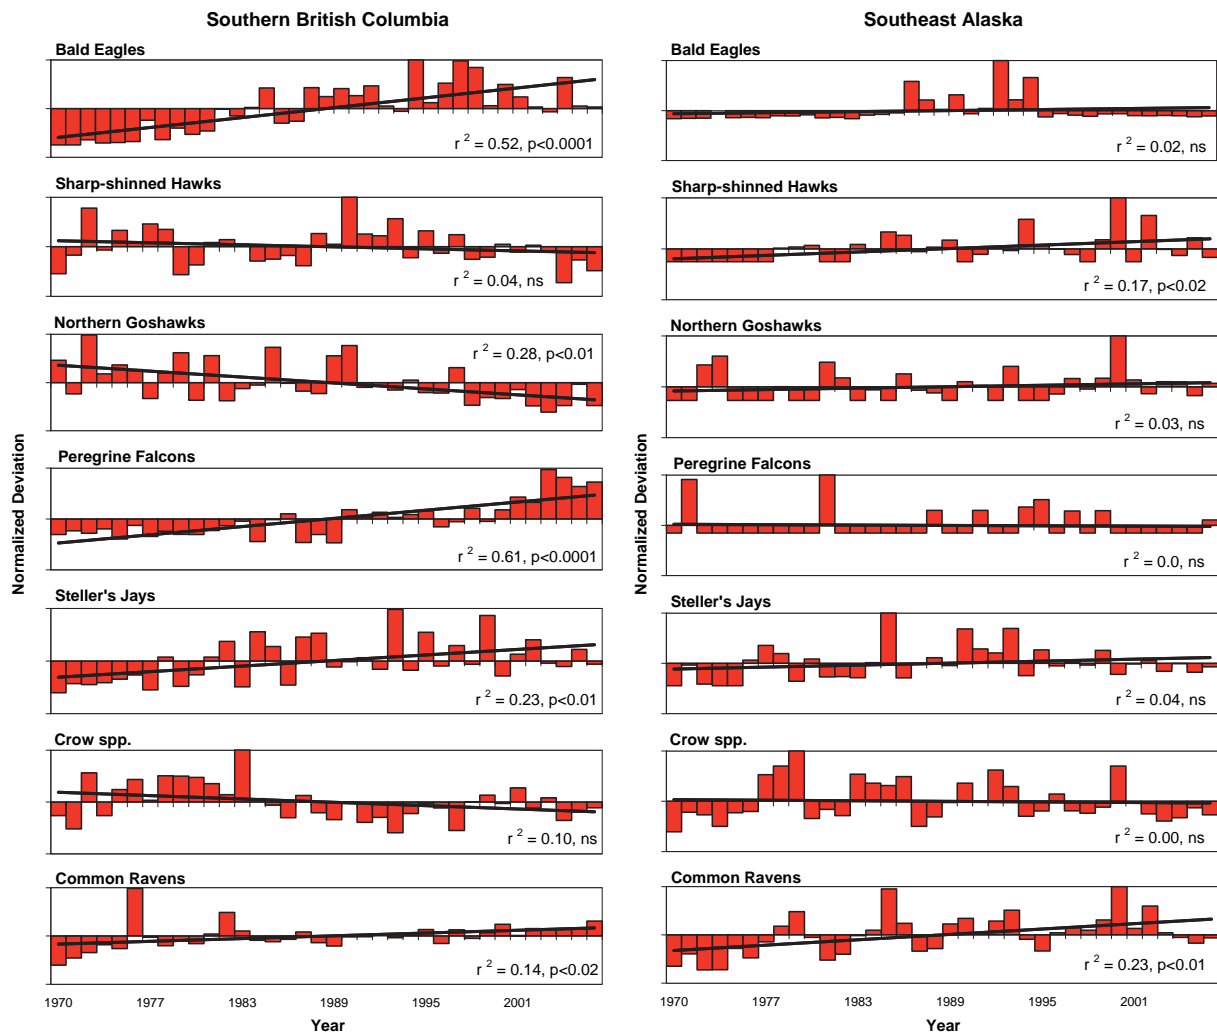 Southern British Columbia
Bald Eagles
r 2 = 0.52, p<0.0001
Sharp-shinned Hawks
r 2 = 0.04, ns
Northern Goshawks
r 2 = 0.28, p<0.01
Peregrine Falcons
r 2 = 0.61, p<0.0001
Steller's Jays
r 2 = 0.23, p<0.01
Crow spp.
r 2 = 0.10, ns
Common Ravens
r 2 = 0.14, p<0.02
1970 1977 1983 1989 1995 2001
Year
Normalized Deviation
Southeast Alaska
Bald Eagles
r 2 = 0.02, ns
Sharp-shinned Hawks
r 2 = 0.17, p<0.02
Northern Goshawks
r 2 = 0.03, ns
Peregrine Falcons
r 2 = 0.0, ns
Steller's Jays
r 2 = 0.04, ns
Crow spp.
r 2 = 0.00, ns
Common Ravens
r 2 = 0.23, p<0.01
1970 1977 1983 1989 1995 2001
Year
Normalized Deviation